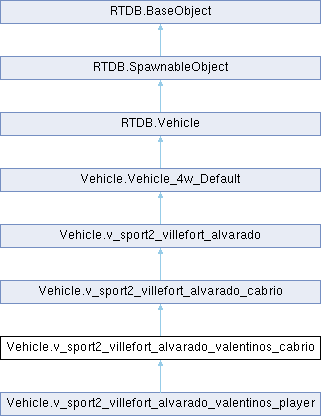 RTDB.BaseObject
RTDB.SpawnableObject
RTDB.Vehicle
Vehicle.Vehicle_4w_Default
Vehicle.v_sport2_villefort_alvarado
Vehicle.v_sport2_villefort_alvarado_cabrio
Vehicle.v_sport2_villefort_alvarado_valentinos_cabrio
Vehicle.v_sport2_villefort_alvarado_valentinos_player